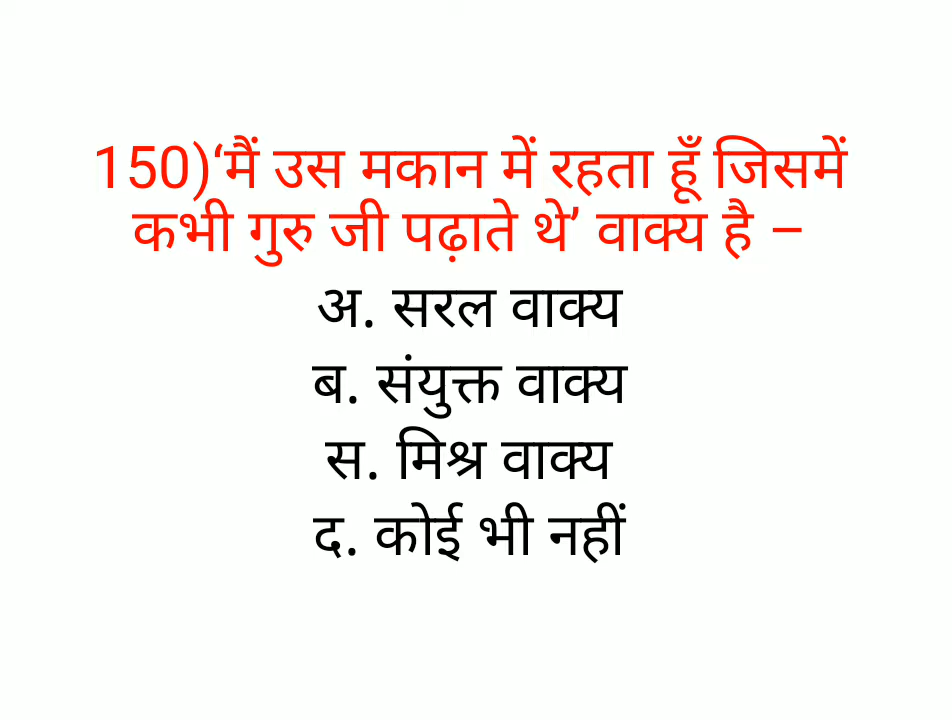 150)‘मैं उस मकान में रहता हूँ जिसमें
कभी गुरु जी पढ़ाते थे’ वाक्य है –
अ. सरल वाक्य
ब. संयुक्त वाक्य
स. मिश्र वाक्य
द. कोई भी नहीं